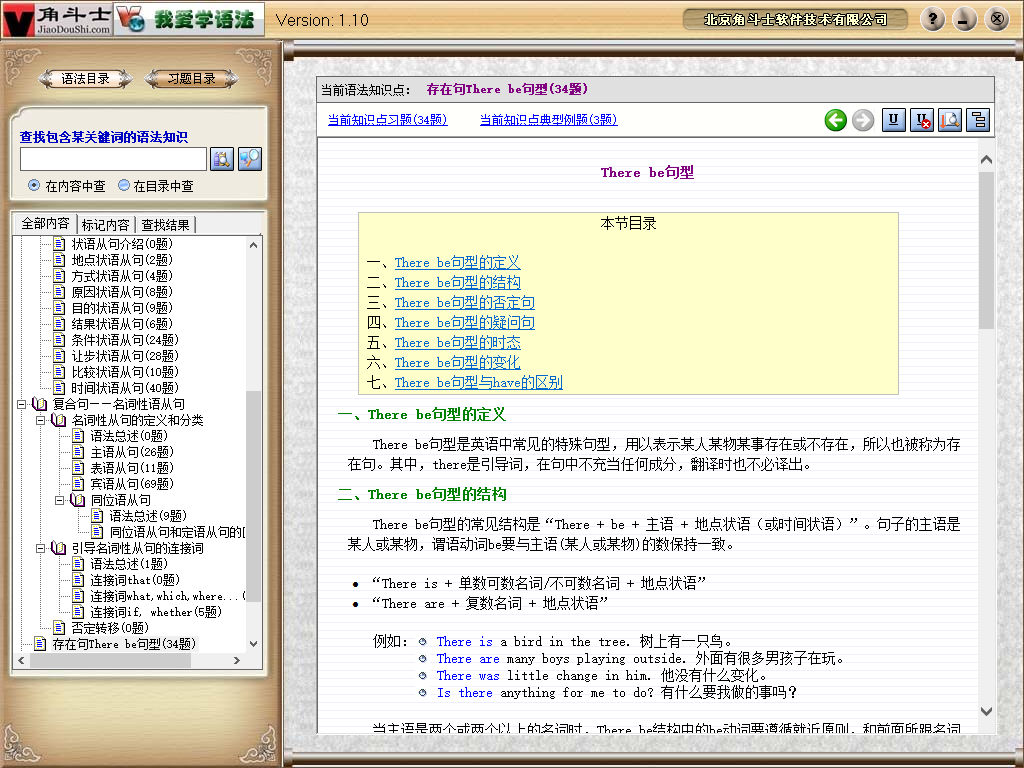 角斗士
JiaoDouShi.com
我爱学语法
Version: 1.10
北京角斗士软件技术有限公司
语法目录
习题目录
查找包含某关键词的语法知识
在内容中查
在目录中查
全部内容
标记内容
查找结果
状语从句介绍(0题)
地点状语从句(2题)
方式状语从句(4题)
原因状语从句(8题)
目的状语从句(9题)
结果状语从句(6题)
条件状语从句(24题)
让步状语从句(28题)
比较状语从句(10题)
时间状语从句(40题)
复合句——名词性从句
名词性从句的定义和分类
语法总述(0题)
主语从句(26题)
表语从句(11题)
宾语从句(69题)
同位语从句
语法总述(9题)
同位语从句和定语从句的
引导名词性从句的连接词
语法总述(1题)
连接词that(0题)
连接词what,which,where...(
连接词if, whether(5题)
否定转移(0题)
存在句There be句型(34题)
当前语法知识点： 存在句There be句型(34题)
当前知识点习题(34题)
当前知识点典型例题(3题)
There be句型
本节目录
一、There be句型的定义
二、There be句型的结构
三、There be句型的否定句
四、There be句型的疑问句
五、There be句型的时态
六、There be句型的变化
七、There be句型与have的区别
一、There be句型的定义
There be句型是英语中常见的特殊句型，用以表示某人某物某事存在或不存在，所以也被称为存
在句。其中，there是引导词，在句中不充当任何成分，翻译时也不必译出。
二、There be句型的结构
There be句型的常见结构是“There + be + 主语 + 地点状语（或时间状语）”。句子的主语是
某人或某物，谓语动词be要与主语(某人或某物)的数保持一致。
• “There is + 单数可数名词/不可数名词 + 地点状语”
• “There are + 复数名词 + 地点状语”
例如： There is a bird in the tree. 树上有一只鸟。
There are many boys playing outside. 外面有很多男孩子在玩。
There was little change in him. 他没有什么变化。
Is there anything for me to do? 有什么要我做的事吗？
当主语是两个或两个以上的名词时，There be结构中的be动词要遵循就近原则，和前面所跟名词